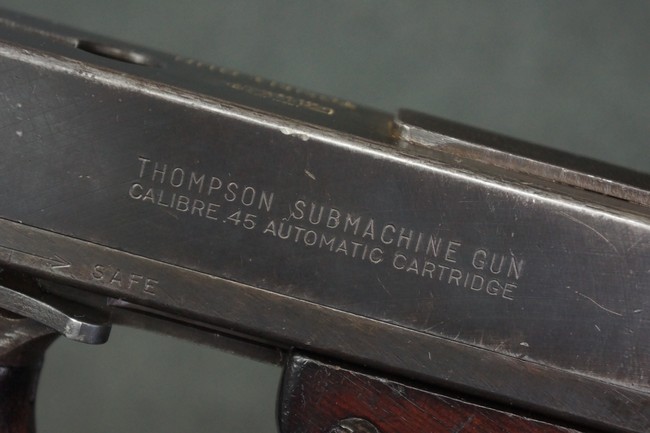 THOMPSON SUBMACHINE GUN
CALIBRE .45 AUTOMATIC CARTRIDGE
SAFE